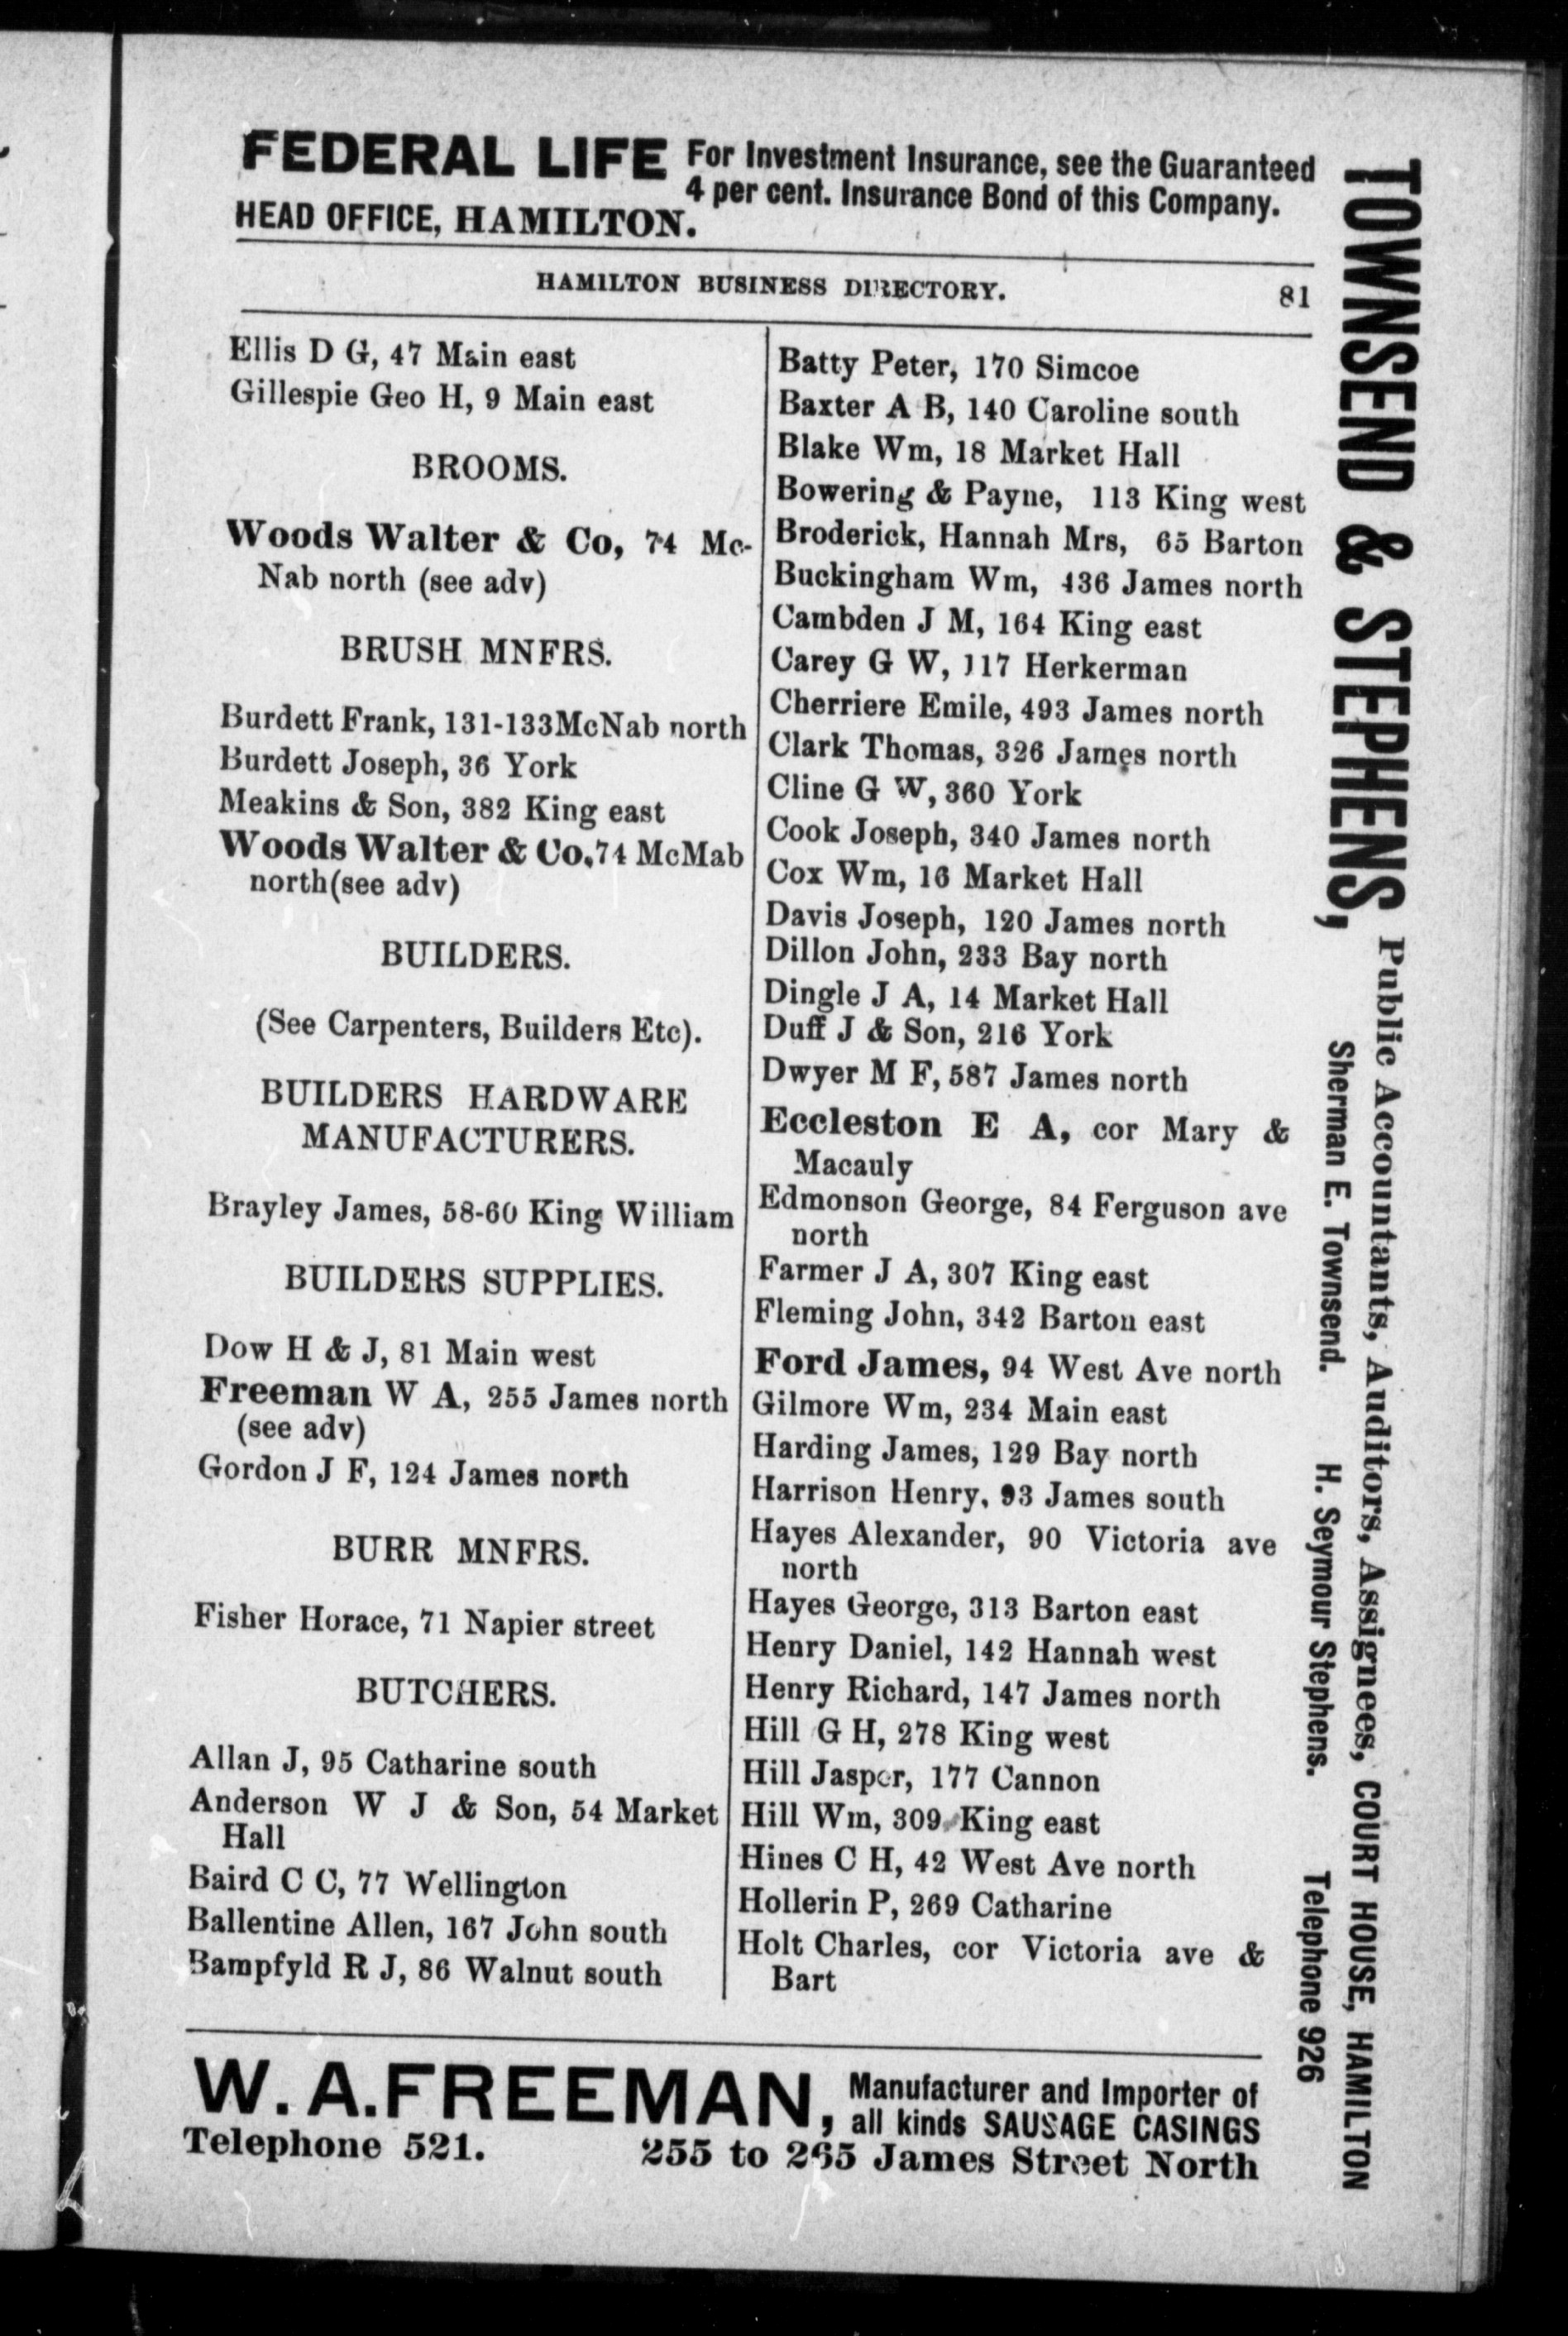 FEDERAL LIFE For Investment Insurance, see the Guaranteed
4 per cent. Insurance Bond of this Company.
HEAD OFFICE, HAMILTON.
HAMILTON BUSINESS DIRECTORY. 81
Ellis D G, 47 Main east
Gillespie Geo H, 9 Main east
BROOMS.
Woods Walter & Co, 74 Mc-
Nab north (see adv)
BRUSH MNFRS.
Burdett Frank, 131-133 McNab north
Burdett Joseph, 36 York
Meakins & Son, 382 King east
Woods Walter & Co, 74 McMab
north (see adv)
BUILDERS.
(See Carpenters, Builders Etc).
BUILDERS HARDWARE
MANUFACTURERS.
Brayley James, 58-60 King William
BUILDERS SUPPLIES.
Dow H & J, 81 Main west
Freeman W A, 255 James north
(see adv)
Gordon J F, 124 James north
BURR MNFRS.
Fisher Horace, 71 Napier street
BUTCHERS.
Allan J, 95 Catharine south
Anderson W J & Son, 54 Market
Hall
Baird C C, 77 Wellington
Ballentine Allen, 167 John south
Bampfyld R J, 86 Walnut south
Batty Peter, 170 Simcoe
Baxter A B, 140 Caroline south
Blake Wm, 18 Market Hall
Bowering & Payne, 113 King west
Broderick, Hannah Mrs, 65 Barton
Buckingham Wm, 436 James north
Cambden J M, 164 King east
Carey G W, 117 Herkerman
Cherriere Emile, 493 James north
Clark Thomas, 326 James north
Cline G W, 360 York
Cook Joseph, 340 James north
Cox Wm, 16 Market Hall
Davis Joseph, 120 James north
Dillon John, 233 Bay north
Dingle J A, 14 Market Hall
Duff J & Son, 216 York
Dwyer M F, 587 James north
Eccleston E A, cor Mary &
Macauly
Edmonson George, 84 Ferguson ave
north
Farmer J A, 307 King east
Fleming John, 342 Barton east
Ford James, 94 West Ave north
Gilmore Wm, 234 Main east
Harding James, 129 Bay north
Harrison Henry, 93 James south
Hayes Alexander, 90 Victoria ave
north
Hayes George, 313 Barton east
Henry Daniel, 142 Hannah west
Henry Richard, 147 James north
Hill G H, 278 King west
Hill Jasper, 177 Cannon
Hill Wm, 309 King east
Hines C H, 42 West Ave north
Hollerin P, 269 Catharine
Holt Charles, cor Victoria ave &
Bart
W. A. FREEMAN, Manufacturer and Importer of
all kinds SAUSAGE CASINGS
Telephone 521. 255 to 265 James Street North
TOWNSEND & STEPHENS, Public Accountants, Auditors, Assignees, COURT HOUSE, HAMILTON
Sherman E. Townsend. H. Seymour Stephens. Telephone 926